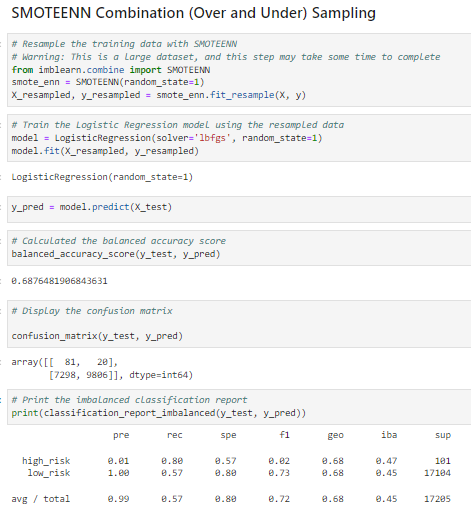 SMOTEENN Combination (Over and Under) Sampling
# Resample the training data with SMOTEENN
# Warning: This is a large dataset, and this step may take some time to complete
from imblearn.combine import SMOTEENN
smote_enn = SMOTEENN(random_state=1)
X_resampled, y_resampled = smote_enn.fit_resample(X, y)
# Train the Logistic Regression model using the resampled data
model = LogisticRegression(solver='lbfgs', random_state=1)
model.fit(X_resampled, y_resampled)
LogisticRegression(random_state=1)
y_pred = model.predict(X_test)
# Calculated the balanced accuracy score
balanced_accuracy_score(y_test, y_pred)
0.6876481906843631
# Display the confusion matrix
confusion_matrix(y_test, y_pred)
array([[ 81, 20],
[7298, 9806]], dtype=int64)
# Print the imbalanced classification report
print(classification_report_imbalanced(y_test, y_pred))
pre rec spe f1 geo iba sup
high_risk 0.01 0.80 0.57 0.02 0.68 0.47 101
low_risk 1.00 0.57 0.80 0.73 0.68 0.45 17104
avg / total 0.99 0.57 0.80 0.72 0.68 0.45 17205